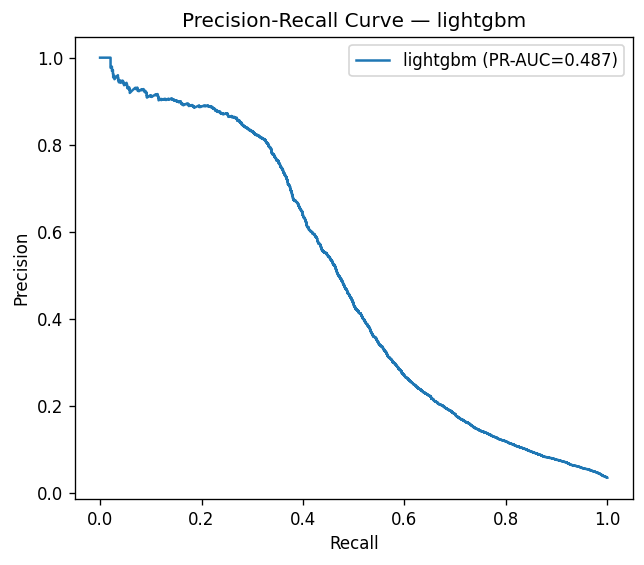 Precision-Recall Curve — lightgbm
lightgbm (PR-AUC=0.487)
1.0
0.8
0.6
0.4
0.2
0.0
Precision
0.0 0.2 0.4 0.6 0.8 1.0
Recall